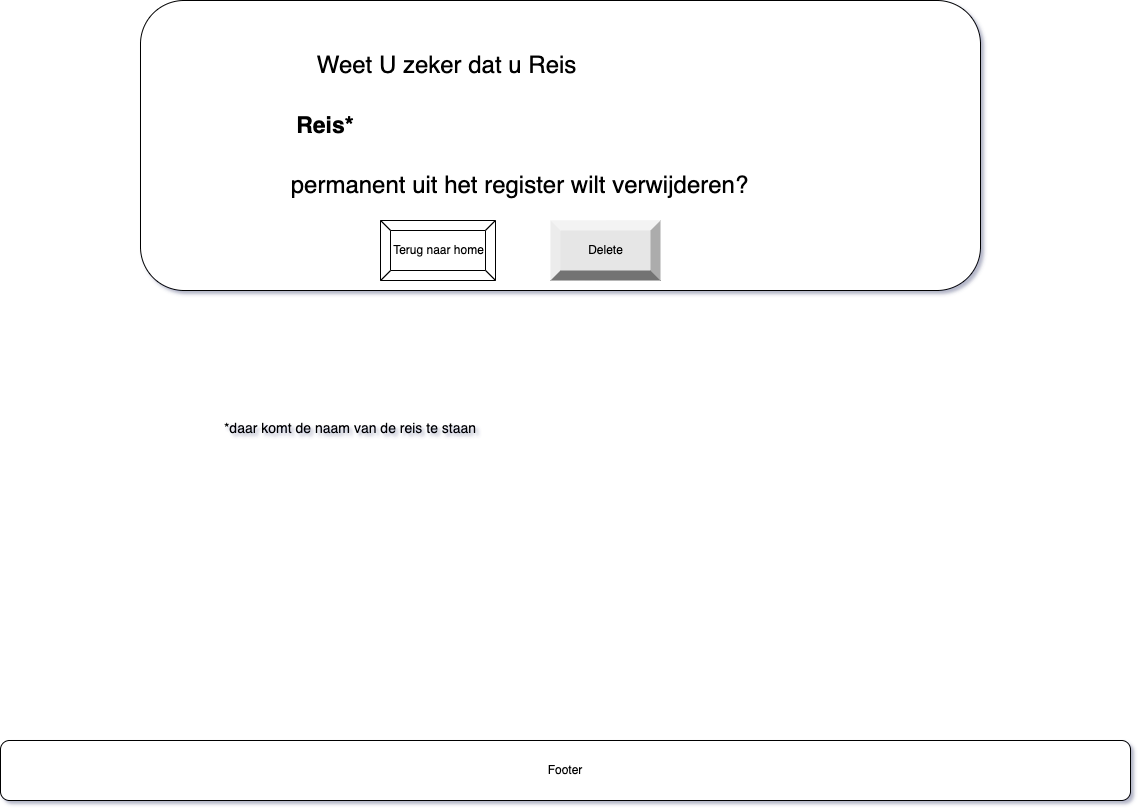 Weet U zeker dat u Reis
Reis*
permanent uit het register wilt verwijderen?
Terug naar home
Delete
*daar komt de naam van de reis te staan
Footer